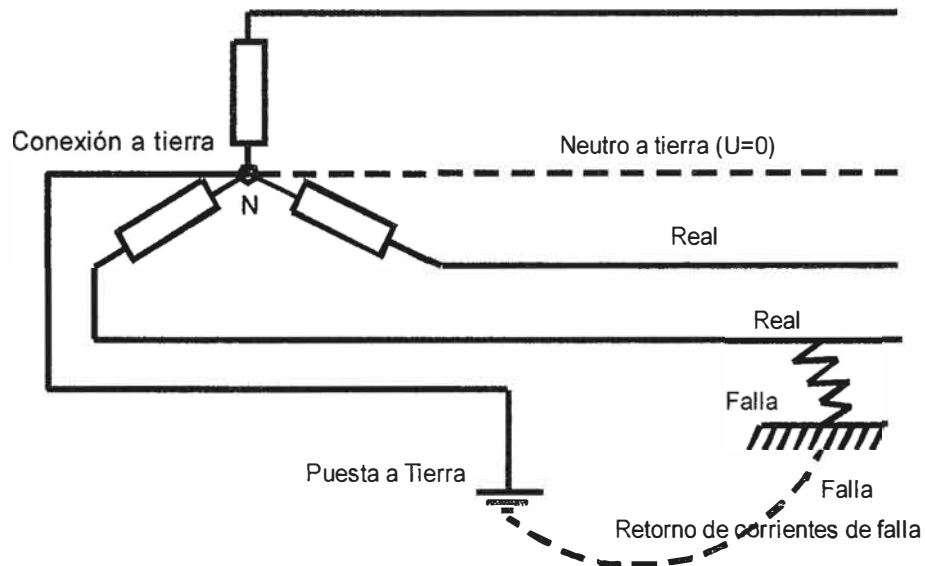 Conexión a tierra
Neutro a tierra (U=0)
N
Real
Real
Falla
Puesta a Tierra
Falla
Retorno de corrientes de falla